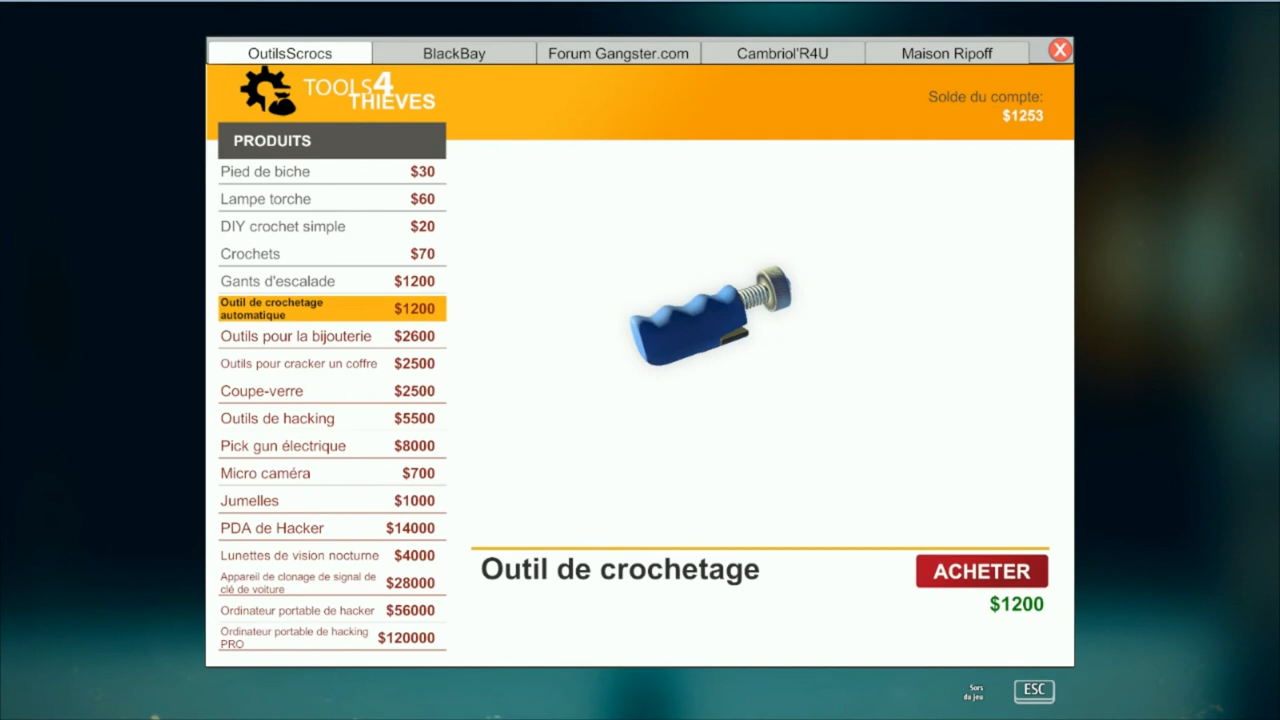 OutilsScrocs
BlackBay
Forum Gangster.com
Cambriol'R4U
Maison Ripoff
X
TOOLS4
THIEVES
Solde du compte:
$1253
PRODUITS
Pied de biche $30
Lampe torche $60
DIY crochet simple $20
Crochets $70
Gants d'escalade $1200
Outil de crochetage
automatique $1200
Outils pour la bijouterie $2600
Outils pour cracker un coffre $2500
Coupe-verre $2500
Outils de hacking $5500
Pick gun électrique $8000
Micro caméra $700
Jumelles $1000
PDA de Hacker $14000
Lunettes de vision nocturne $4000
Appareil de clonage de signal de
clé de voiture $28000
Ordinateur portable de hacker $56000
Ordinateur portable de hacking
PRO $120000
Outil de crochetage
ACHETER
$1200
Sors
du jeu
ESC